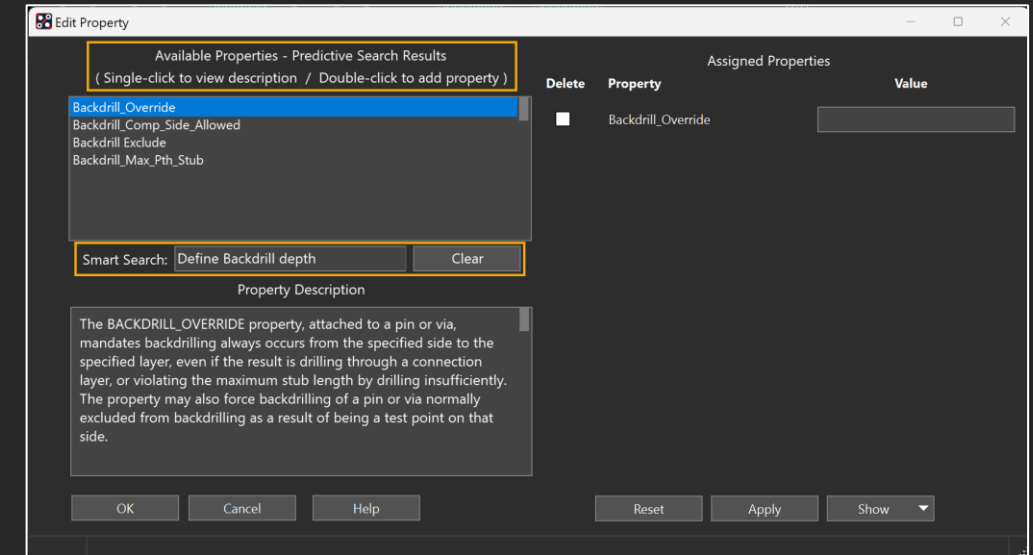 Edit Property
Available Properties - Predictive Search Results
( Single-click to view description / Double-click to add property )
Backdrill_Override
Backdrill_Comp_Side_Allowed
Backdrill Exclude
Backdrill_Max_Pth_Stub
Smart Search: Define Backdrill depth Clear
Property Description
The BACKDRILL_OVERRIDE property, attached to a pin or via,
mandates backdrilling always occurs from the specified side to the
specified layer, even if the result is drilling through a connection
layer, or violating the maximum stub length by drilling insufficiently.
The property may also force backdrilling of a pin or via normally
excluded from backdrilling as a result of being a test point on that
side.
Assigned Properties
Delete Property Value
Backdrill_Override
OK Cancel Help
Reset Apply Show